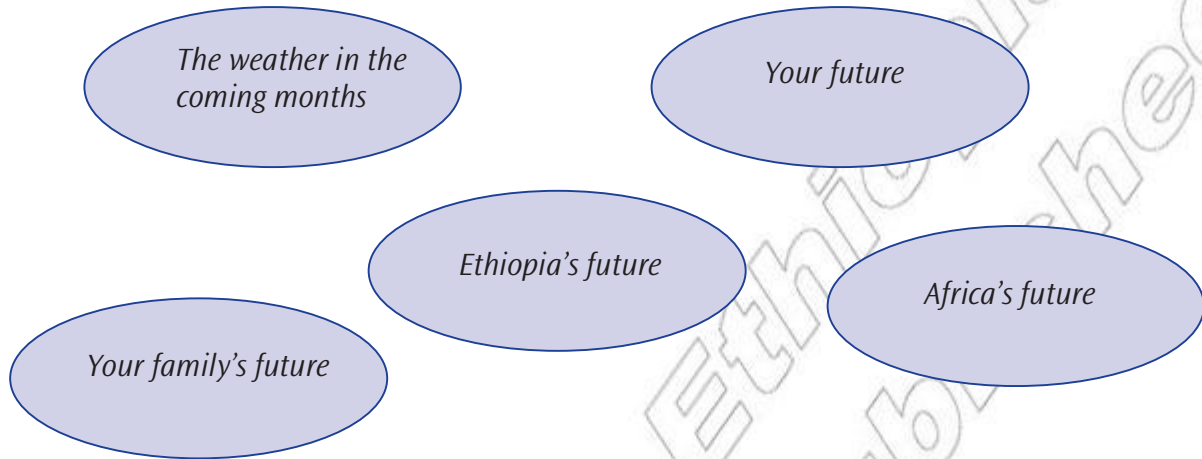 The weather in the
coming months
Your future
Ethiopia's future
Africa's future
Your family's future